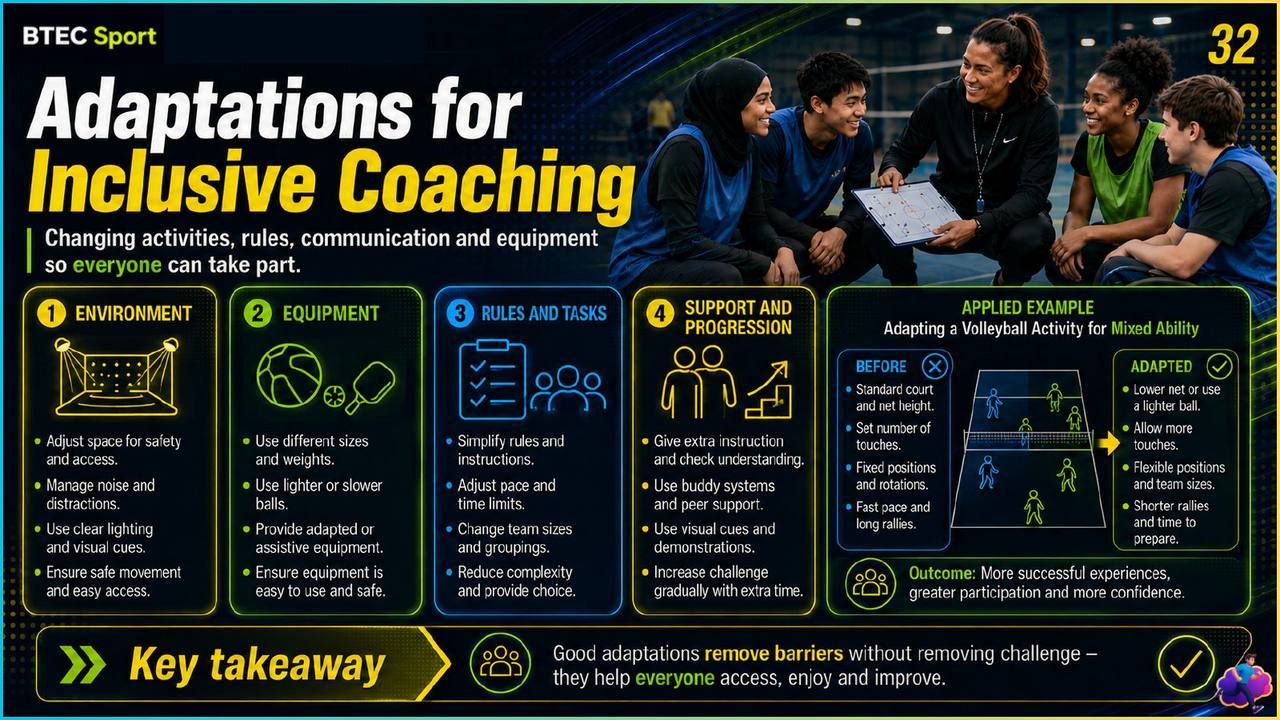 BTEC Sport
32
Adaptations for
Inclusive Coaching
Changing activities, rules, communication and equipment
so everyone can take part.
1 ENVIRONMENT
Adjust space for safety
and access.
Manage noise and
distractions.
Use clear lighting
and visual cues.
Ensure safe movement
and easy access.
2 EQUIPMENT
Use different sizes
and weights.
Use lighter or slower
balls.
Provide adapted or
assistive equipment.
Ensure equipment is
easy to use and safe.
3 RULES AND TASKS
Simplify rules and
instructions.
Adjust pace and
time limits.
Change team sizes
and groupings.
Reduce complexity
and provide choice.
4 SUPPORT AND
PROGRESSION
Give extra instruction
and check understanding.
Use buddy systems
and peer support.
Use visual cues and
demonstrations.
Increase challenge
gradually with extra time.
APPLIED EXAMPLE
Adapting a Volleyball Activity for Mixed Ability
BEFORE
Standard court
and net height.
Set number of
touches.
Fixed positions
and rotations.
Fast pace and
long rallies.
ADAPTED
Lower net or use
a lighter ball.
Allow more
touches.
Flexible positions
and team sizes.
Shorter rallies
and time to
prepare.
Outcome: More successful experiences,
greater participation and more confidence.
Key takeaway
Good adaptations remove barriers without removing challenge –
they help everyone access, enjoy and improve.